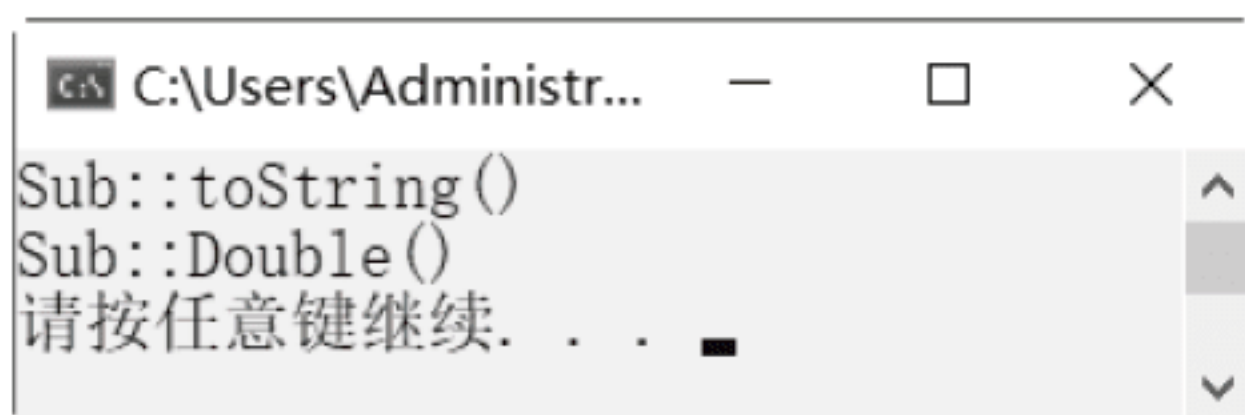 C:\Users\Administr...
Sub::toString()
Sub::Double()
请按任意键继续. . .